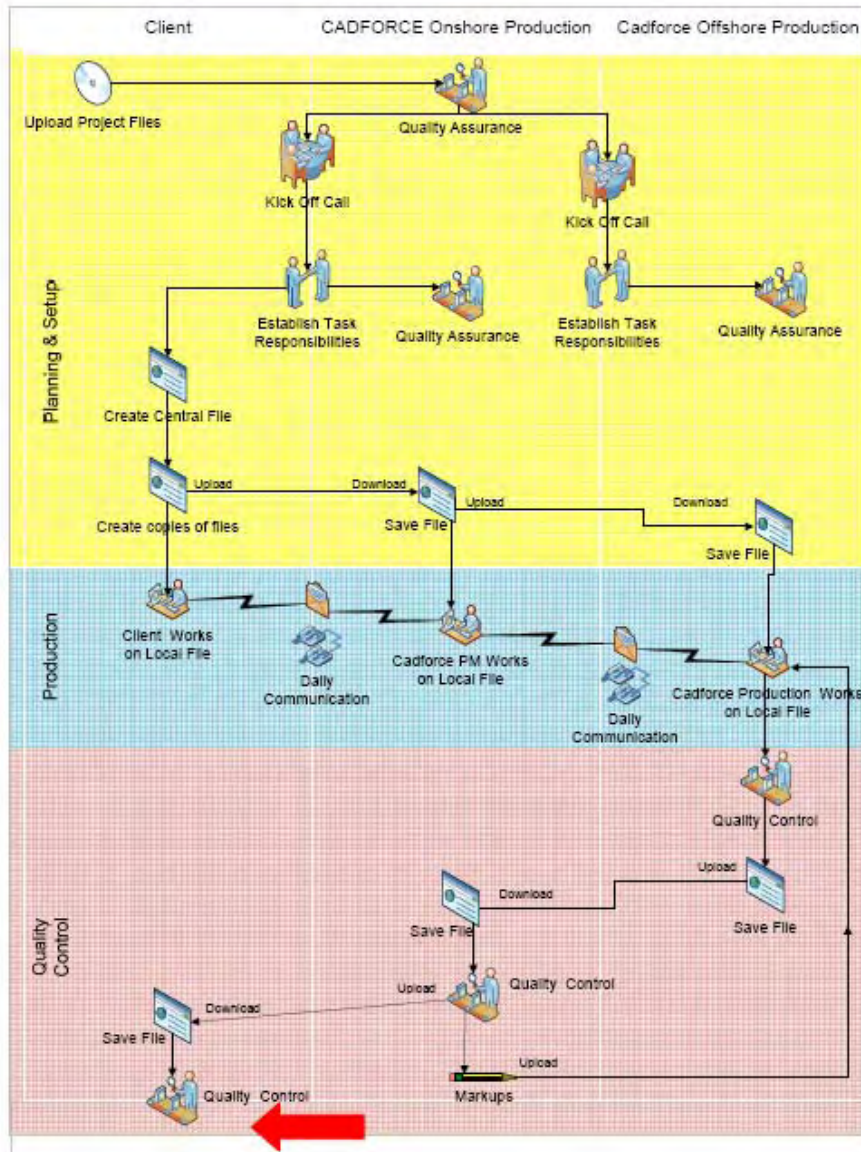 Client
CADFORCE Onshore Production
Cadforce Offshore Production
Upload Project Files
Quality Assurance
Kick Off Call
Kick Off Call
Planning & Setup
Establish Task
Responsibilities
Quality Assurance
Establish Task
Responsibilities
Quality Assurance
Create Central File
Upload
Download
Create copies of files
Save File
Upload
Download
Save File
Production
Client Works
on Local File
Daily
Communication
Cadforce PM Works
on Local File
Daily
Communication
Cadforce Production Works
on Local File
Quality Control
Quality
Control
Upload
Save File
Download
Save File
Quality Control
Upload
Download
Save File
Upload
Markups
Quality Control